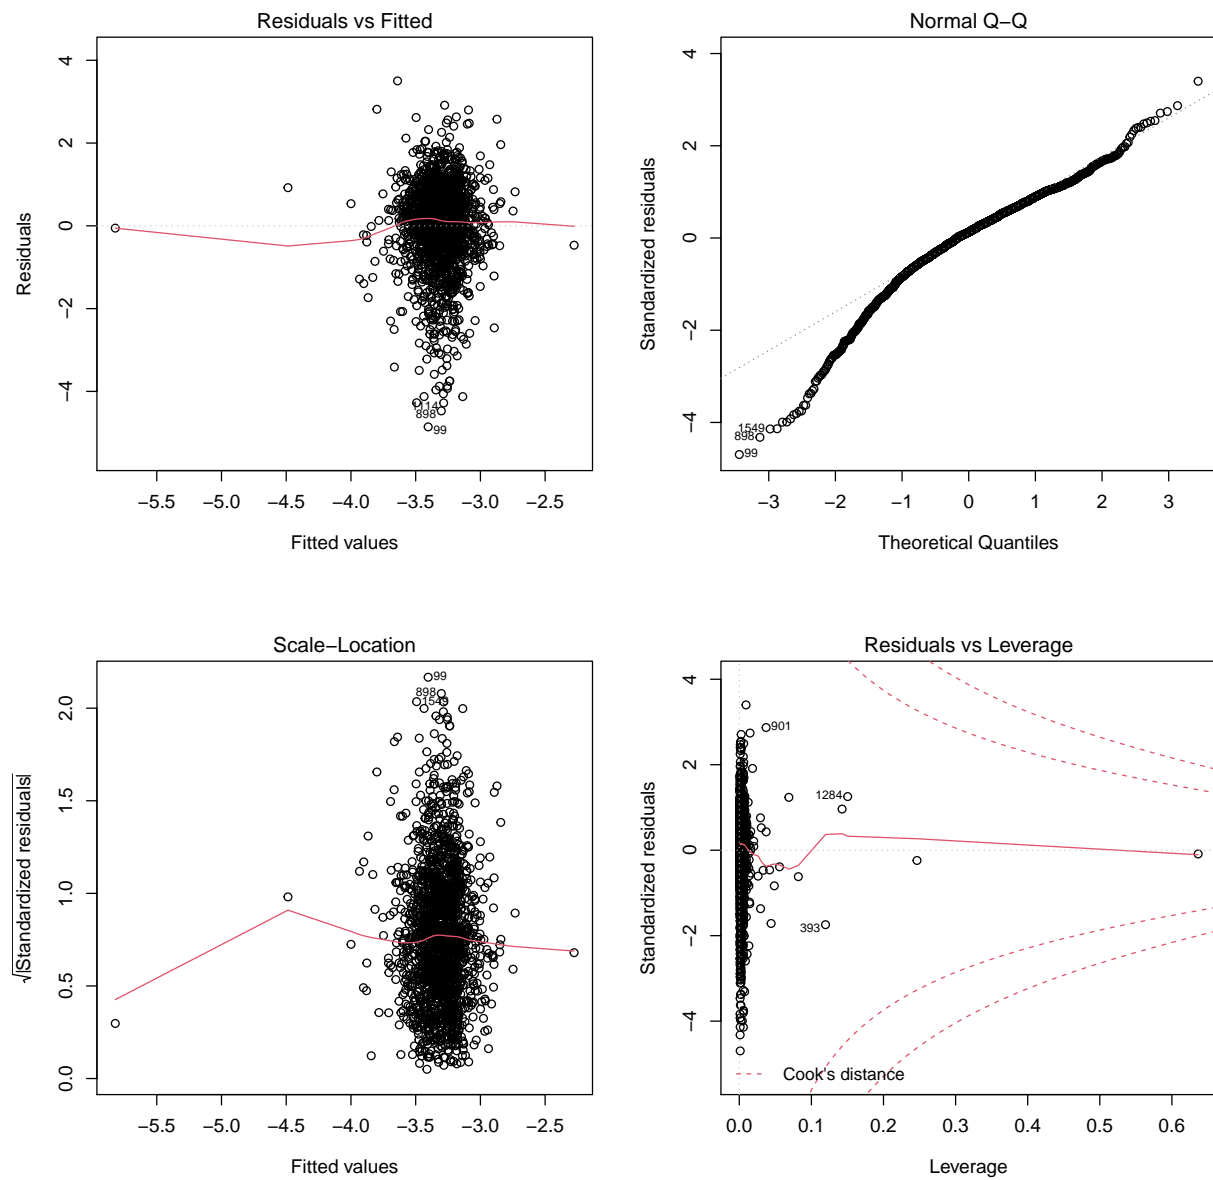 Residuals vs Fitted
Residuals
4
2
0
−2
−4
1114
898
99
−5.5 −5.0 −4.5 −4.0 −3.5 −3.0 −2.5
Fitted values
Normal Q−Q
Standardized residuals
4
2
0
−2
−4
1549
898
99
−3 −2 −1 0 1 2 3
Theoretical Quantiles
Scale−Location
√|Standardized residuals|
2.0
1.5
1.0
0.5
0.0
99
898
1549
−5.5 −5.0 −4.5 −4.0 −3.5 −3.0 −2.5
Fitted values
Residuals vs Leverage
Standardized residuals
4
2
0
−2
−4
901
1284
393
Cook's distance
0.0 0.1 0.2 0.3 0.4 0.5 0.6
Leverage